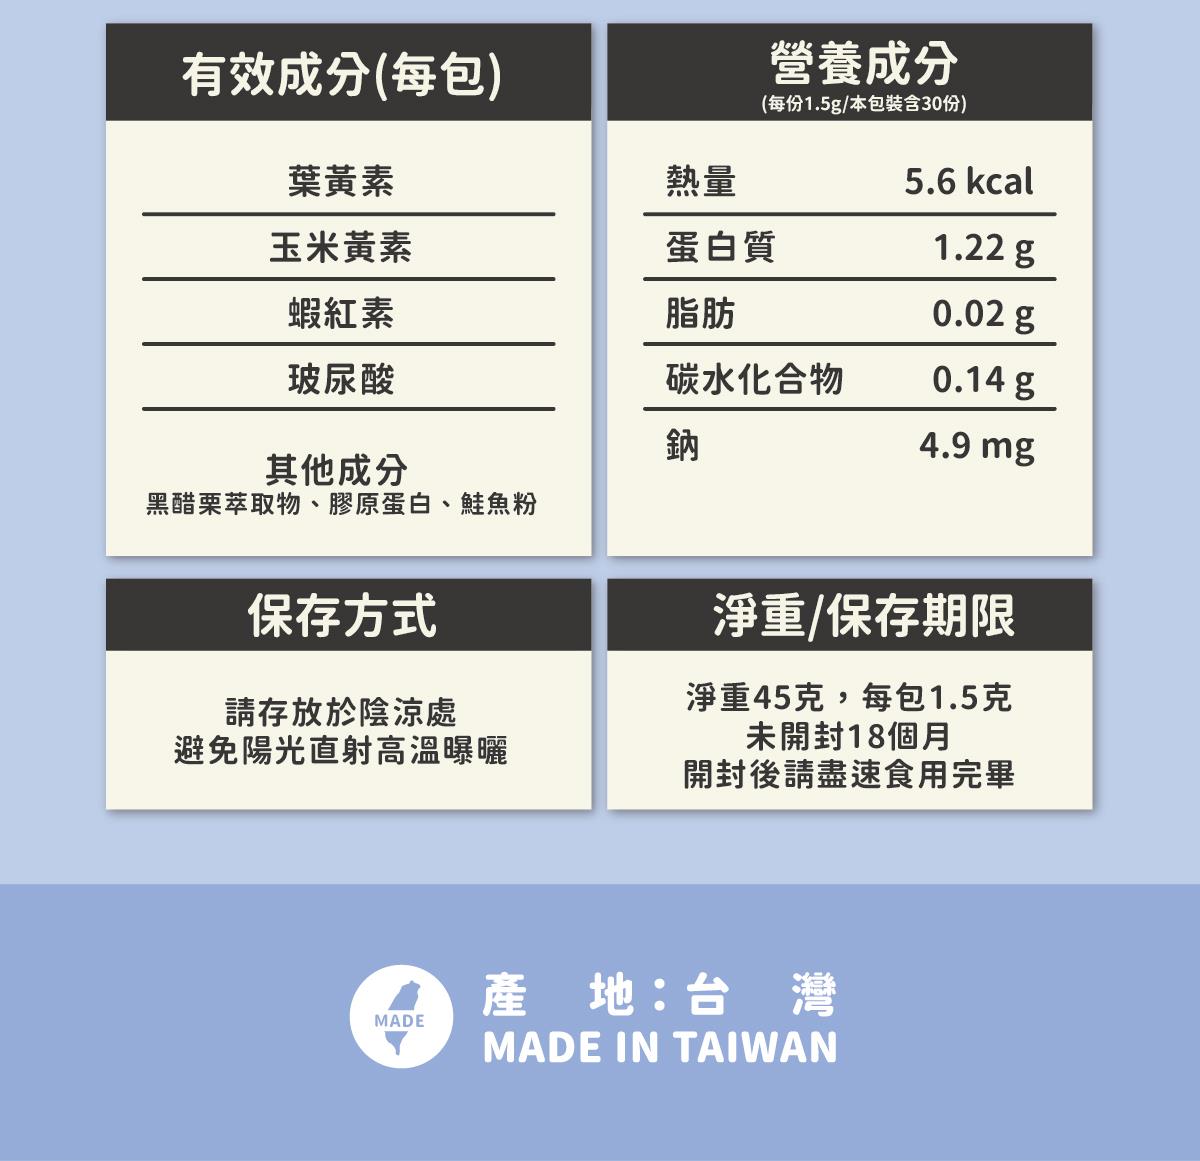 有效成分(每包)
葉黃素
玉米黃素
蝦紅素
玻尿酸
其他成分
黑醋栗萃取物、膠原蛋白、鮭魚粉
營養成分
(每份1.5g/本包裝含30份)
熱量 5.6 kcal
蛋白質 1.22 g
脂肪 0.02 g
碳水化合物 0.14 g
鈉 4.9 mg
保存方式
請存放於陰涼處
避免陽光直射高溫曝曬
淨重/保存期限
淨重45克，每包1.5克
未開封18個月
開封後請盡速食用完畢
MADE
產 地：台 灣
MADE IN TAIWAN